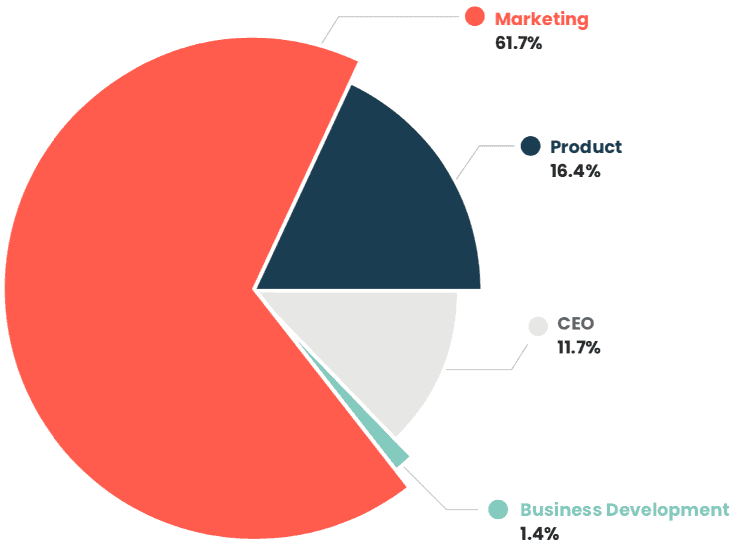 Marketing
61.7%
Product
16.4%
CEO
11.7%
Business Development
1.4%